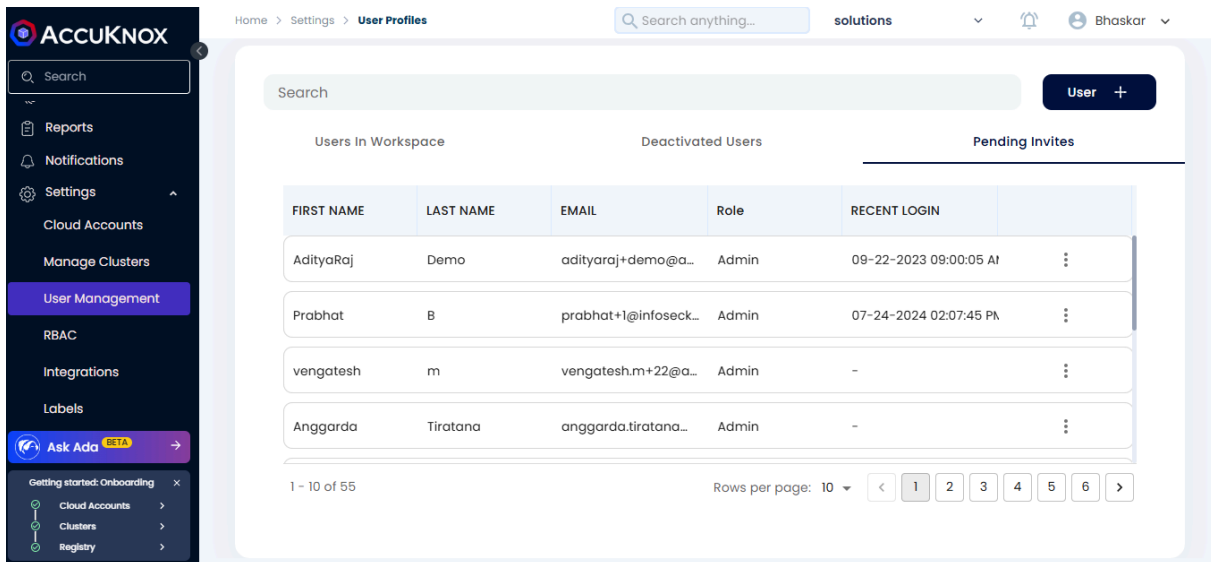 ACCUKNOX
Search
Reports
Notifications
Settings
Cloud Accounts
Manage Clusters
User Management
RBAC
Integrations
Labels
Ask Ada BETA
Getting started: Onboarding
Cloud Accounts
Clusters
Registry
Home > Settings > User Profiles
Search anything...
solutions
Bhaskar
Search
User +
Users In Workspace Deactivated Users Pending Invites
FIRST NAME LAST NAME EMAIL Role RECENT LOGIN
AdityaRaj Demo adityaraj+demo@a... Admin 09-22-2023 09:00:05
Prabhat B prabhat+1@infoseck... Admin 07-24-2024 02:07:45
vengatesh m vengatesh.m+22@a... Admin -
Anggarda Tiratana anggarda.tiratana... Admin -
1 - 10 of 55
Rows per page: 10 < 1 2 3 4 5 6 >